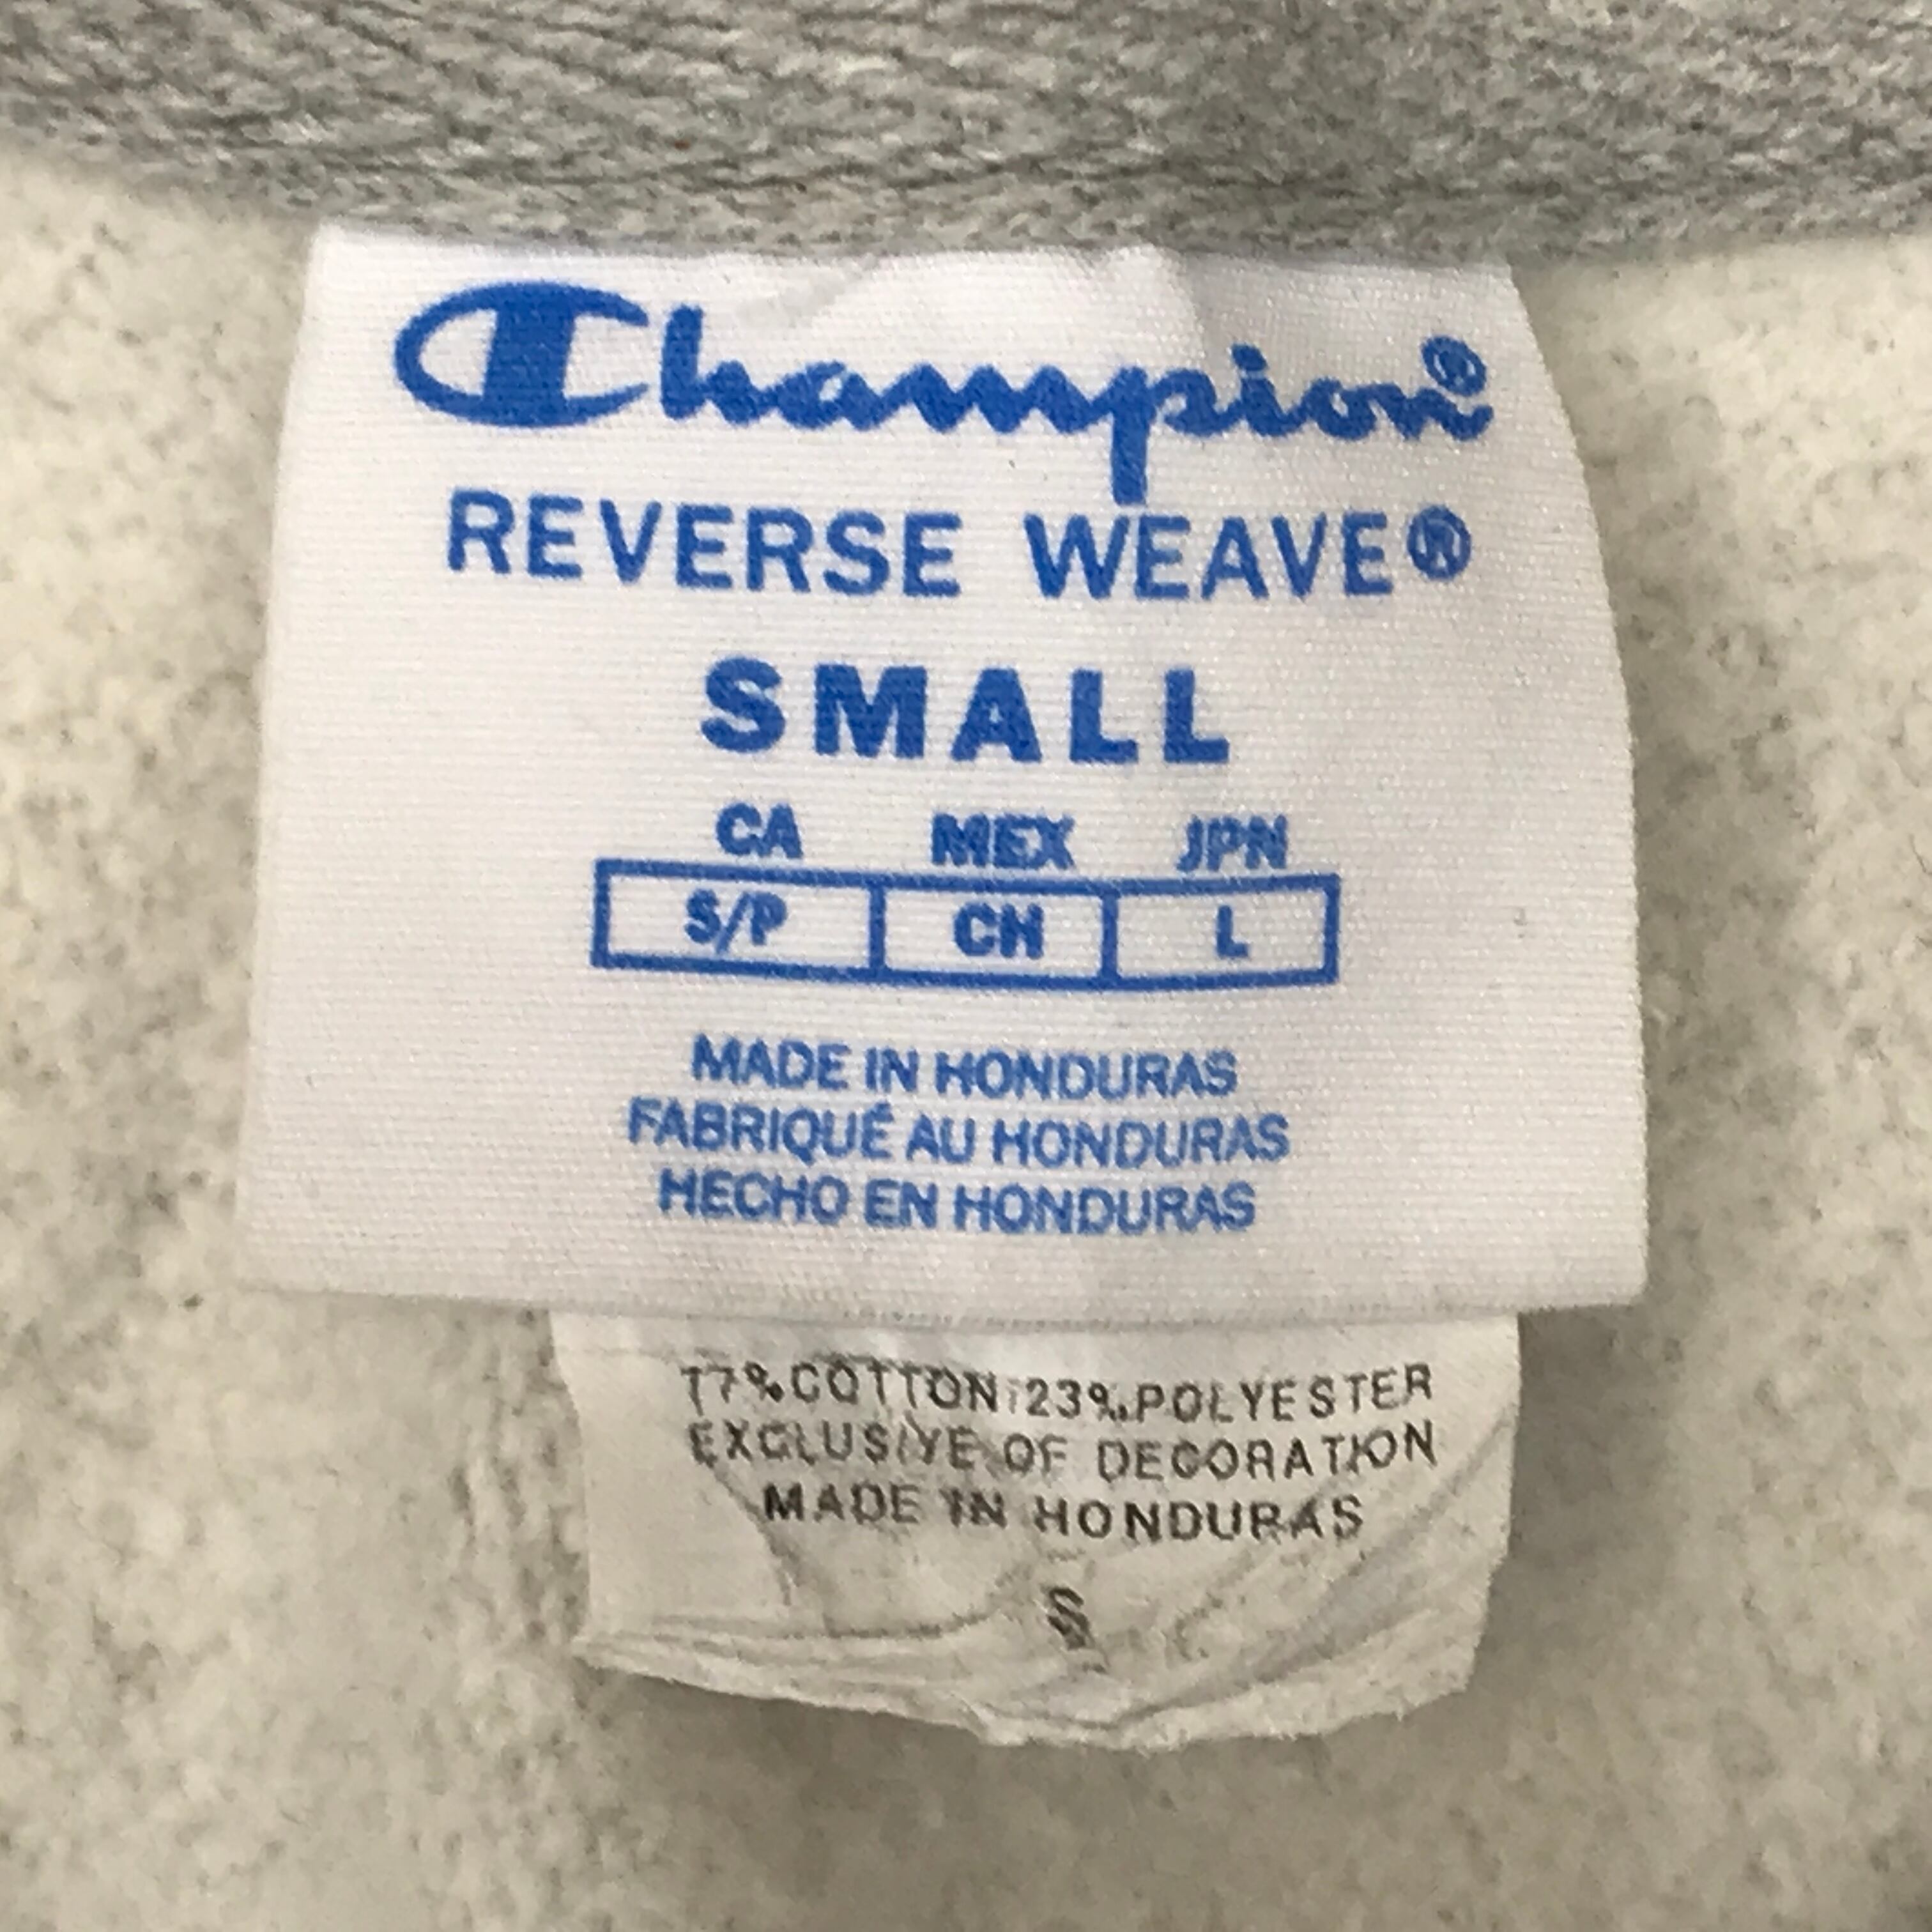 Champion®
REVERSE WEAVE®
SMALL
CA MEX JPN
S/P CH L
MADE IN HONDURAS
FABRIQUÉ AU HONDURAS
HECHO EN HONDURAS
77%COTTON 23%POLYESTER
EXCLUSIVE OF DECORATION
MADE IN HONDURAS
S